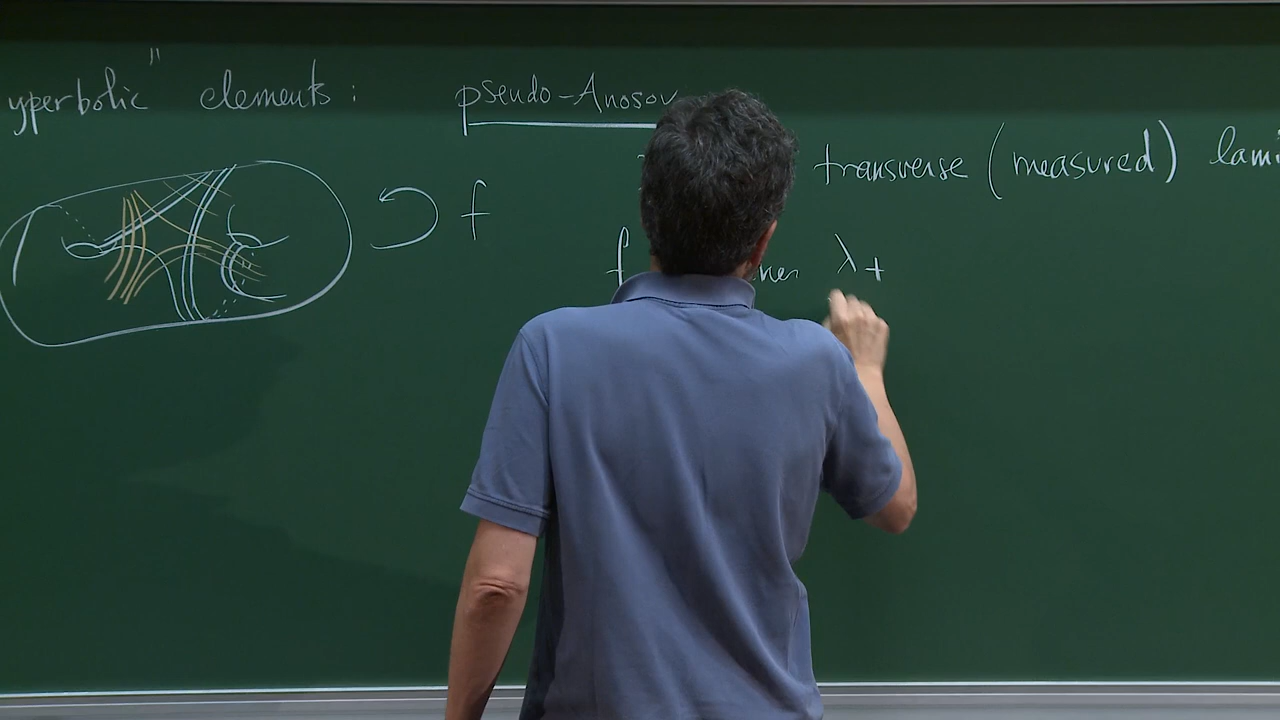 yperbolic" elements: pseudo-Anosov
transverse (measured) lami
f
f λ+